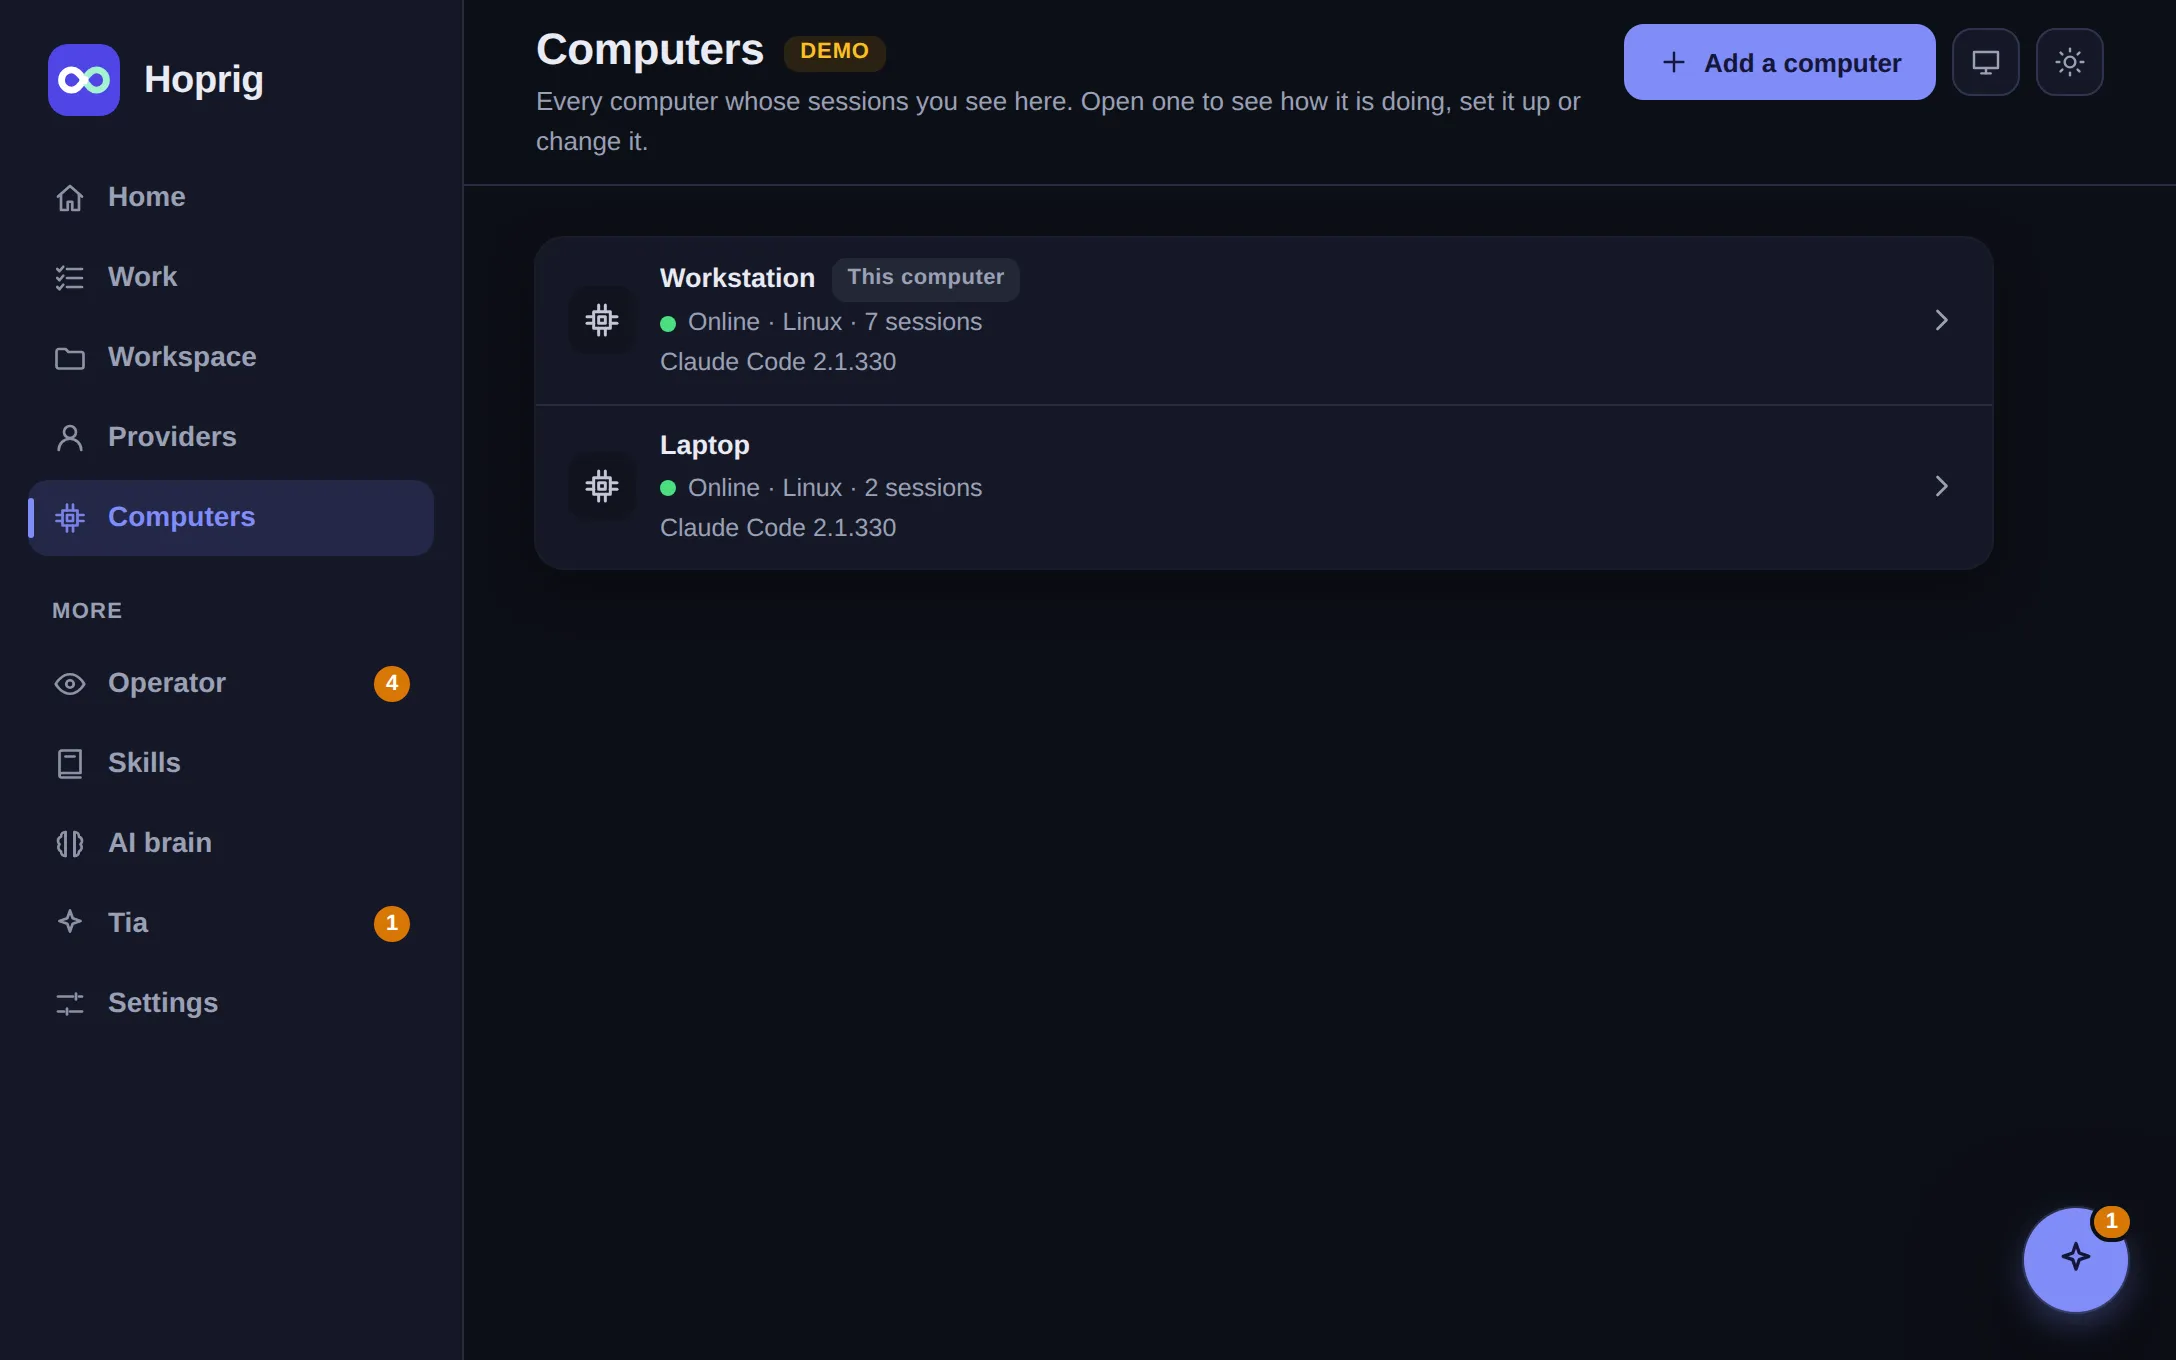 Hoprig
Home
Work
Workspace
Providers
Computers
MORE
Operator 4
Skills
AI brain
Tia 1
Settings
Computers DEMO
Every computer whose sessions you see here. Open one to see how it is doing, set it up or
change it.
Add a computer
Workstation This computer
Online · Linux · 7 sessions
Claude Code 2.1.330
Laptop
Online · Linux · 2 sessions
Claude Code 2.1.330
1